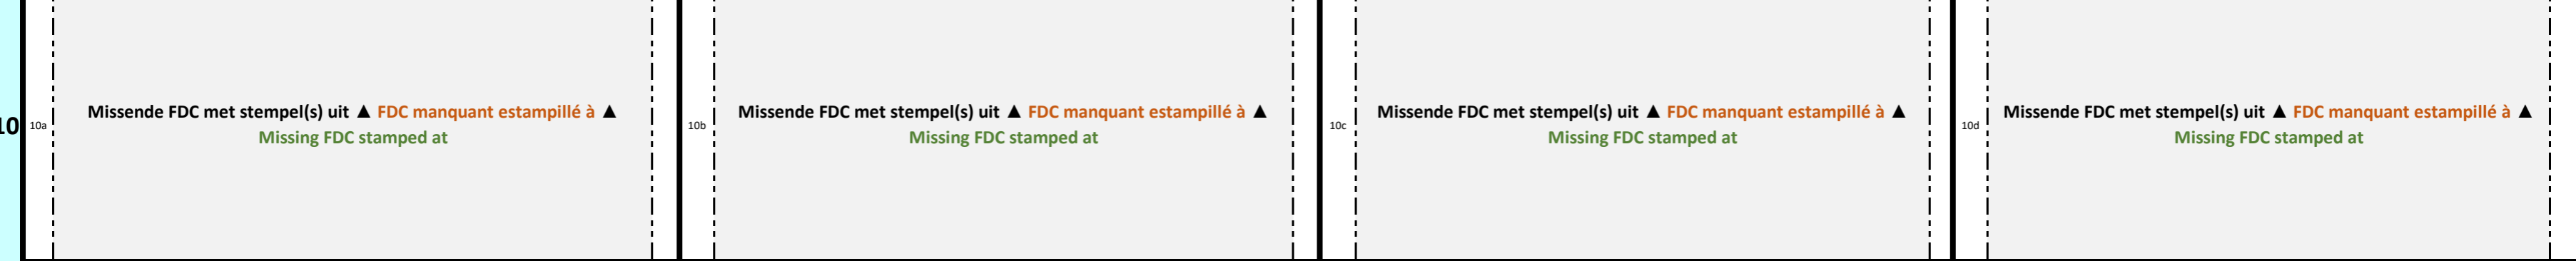 10
10a
Missende FDC met stempel(s) uit ▲ FDC manquant estampillé à ▲
Missing FDC stamped at
10b
Missende FDC met stempel(s) uit ▲ FDC manquant estampillé à ▲
Missing FDC stamped at
10c
Missende FDC met stempel(s) uit ▲ FDC manquant estampillé à ▲
Missing FDC stamped at
10d
Missende FDC met stempel(s) uit ▲ FDC manquant estampillé à ▲
Missing FDC stamped at